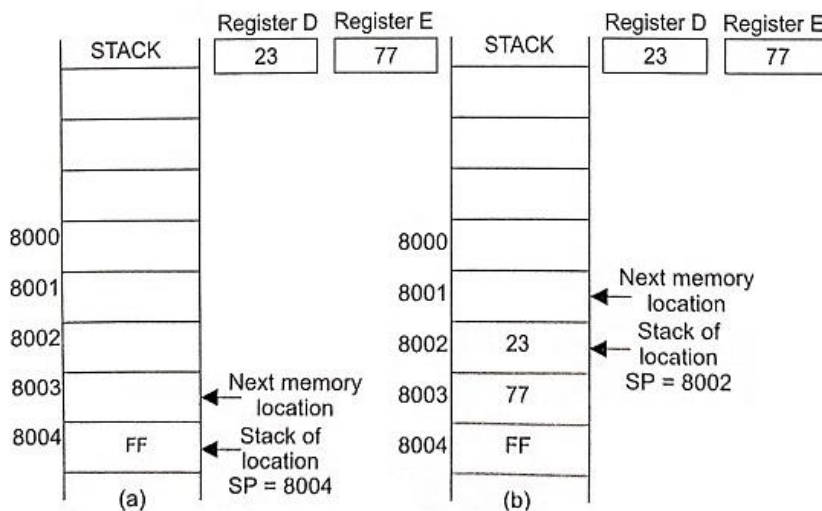 Register D Register E
STACK 23 77
8000
8001
8002
8003
Next memory
location
8004 FF
Stack of
location
SP = 8004
(a)
Register D Register E
STACK 23 77
8000
8001
Next memory
location
8002 23
Stack of
location
SP = 8002
8003 77
8004 FF
(b)